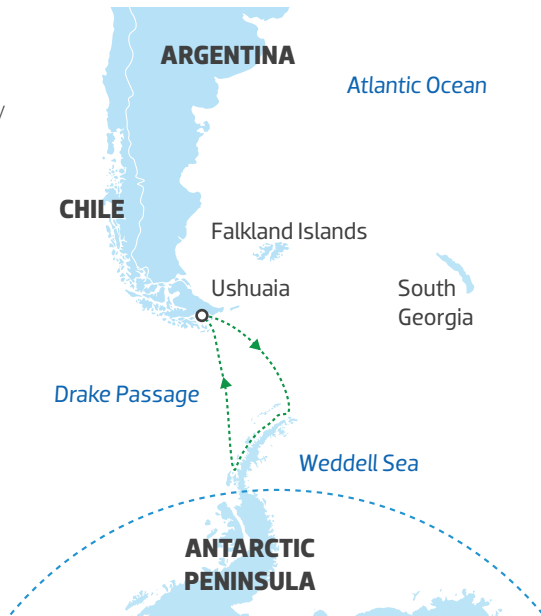 ARGENTINA
Atlantic Ocean
CHILE
Falkland Islands
Ushuaia
South
Georgia
Drake Passage
Weddell Sea
ANTARCTIC
PENINSULA